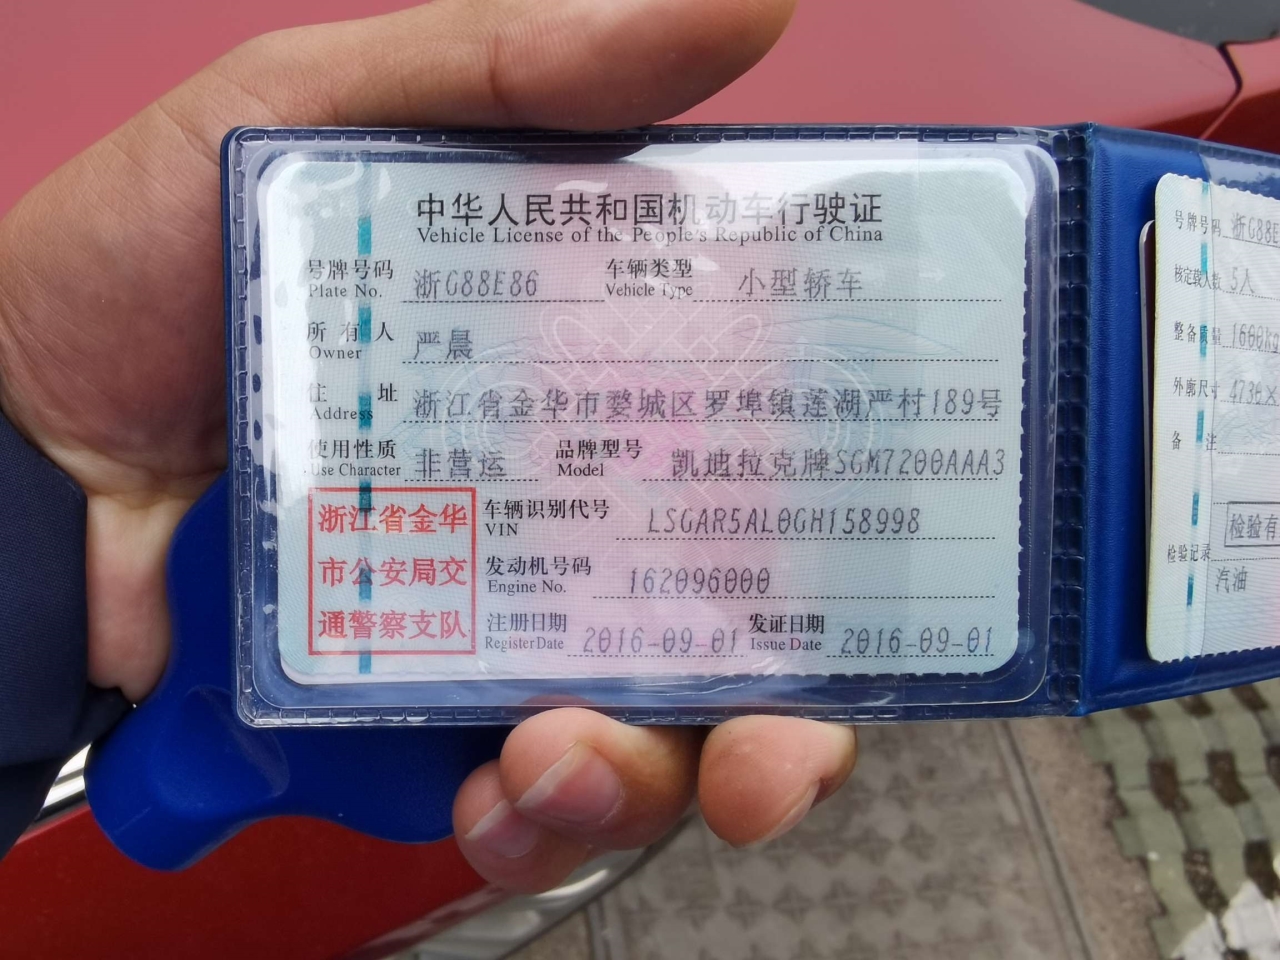 中华人民共和国机动车行驶证
Vehicle License of the People's Republic of China
号牌号码 浙G88E86 车辆类型 小型轿车
Plate No. Vehicle Type
所有人 严晨
Owner
住址 浙江省金华市婺城区罗埠镇莲湖严村189号
Address
使用性质 非营运 品牌型号 凯迪拉克牌SGM7200AAA3
Use Character Model
浙江省金华
市公安局交
通警察支队
车辆识别代号 LSGAR5AL0GH158998
VIN
发动机号码 162096000
Engine No.
注册日期 2016-09-01 发证日期 2016-09-01
Register Date Issue Date
号牌号码 浙G88E
核定载人数 5人
整备质量 1600kg
外廓尺寸 4736×
备注
检验有
检验记录
汽油